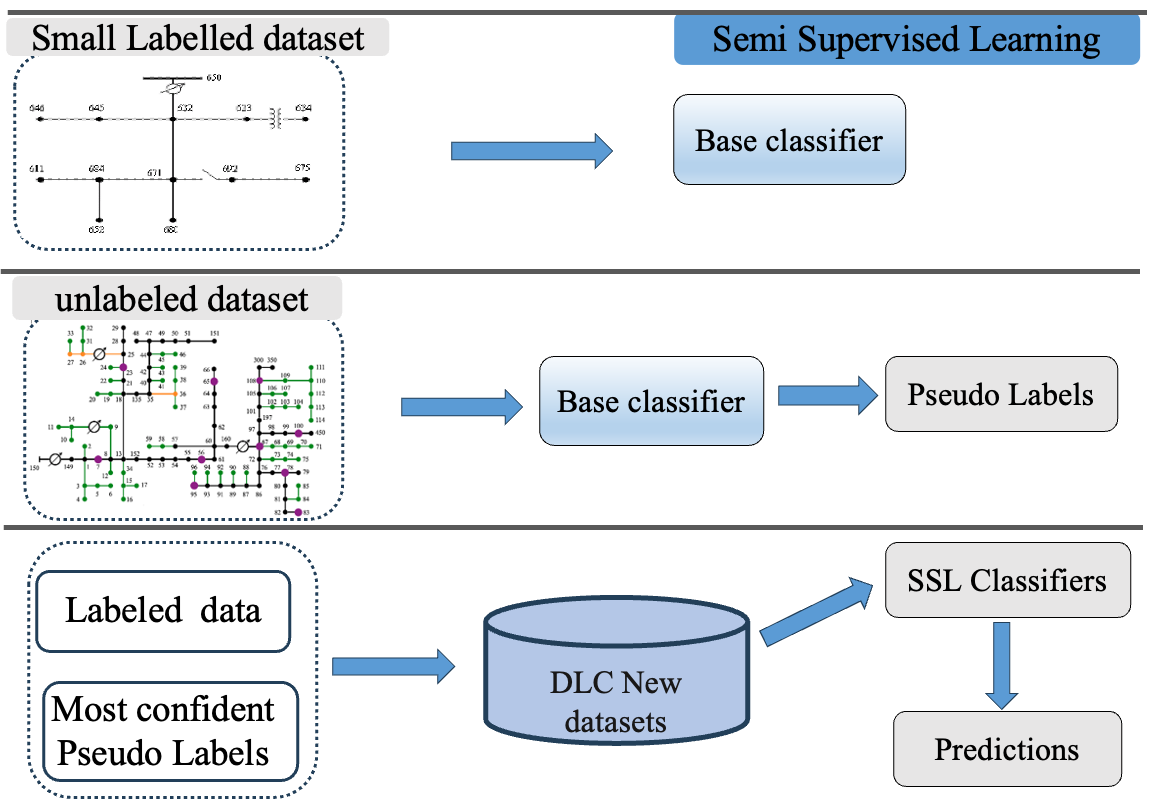 Small Labelled dataset
Semi Supervised Learning
650
646 645 632 633 634
Base classifier
611 684 671 692 675
652 680
unlabeled dataset
32 29
33 31 28 48 47 49 50 51 151
27 26 25 44 46
24 23 45 43 39 66 300 350 111
22 21 42 40 41 38 65 108 109 110
20 19 18 135 35 36 64 105 106 107 112
37 63 101 102 103 104 113
14 11 9 62 197 114
10 2 59 58 57 60 160 97 98 99 100 450
67 68 69 70 71
150 149 1 7 8 13 152 52 53 54 55 56 61 72 73 74 75
12 34 96 94 92 90 88 76 77 78 79
3 5 6 15 17 95 93 91 89 87 86 80 85
4 16 81 84
82 83
Base classifier
Pseudo Labels
Labeled data
Most confident
Pseudo Labels
DLC New
datasets
SSL Classifiers
Predictions